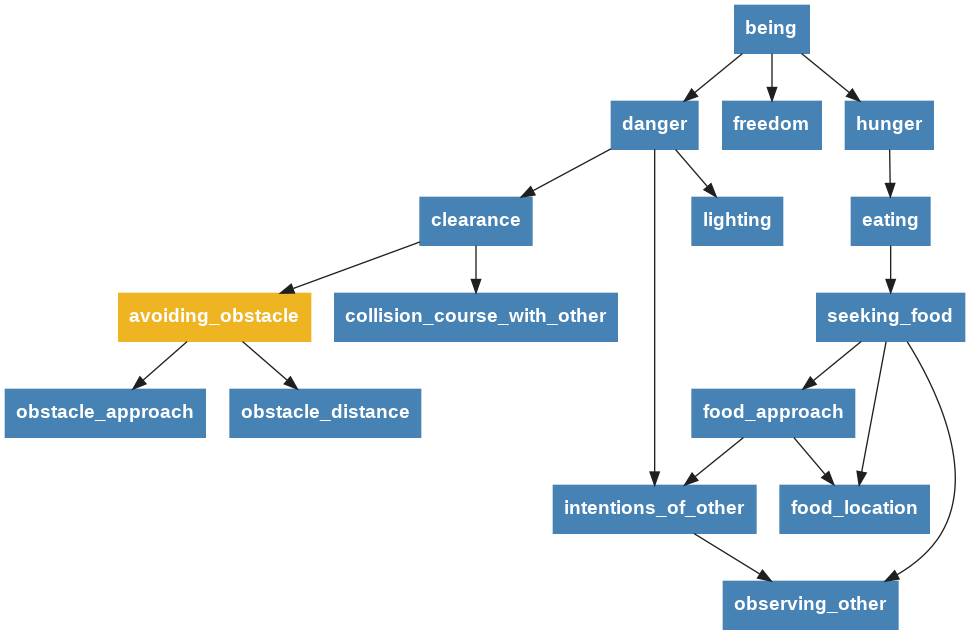 being
danger
freedom
hunger
clearance
lighting
eating
avoiding_obstacle
collision_course_with_other
seeking_food
obstacle_approach
obstacle_distance
food_approach
intentions_of_other
food_location
observing_other